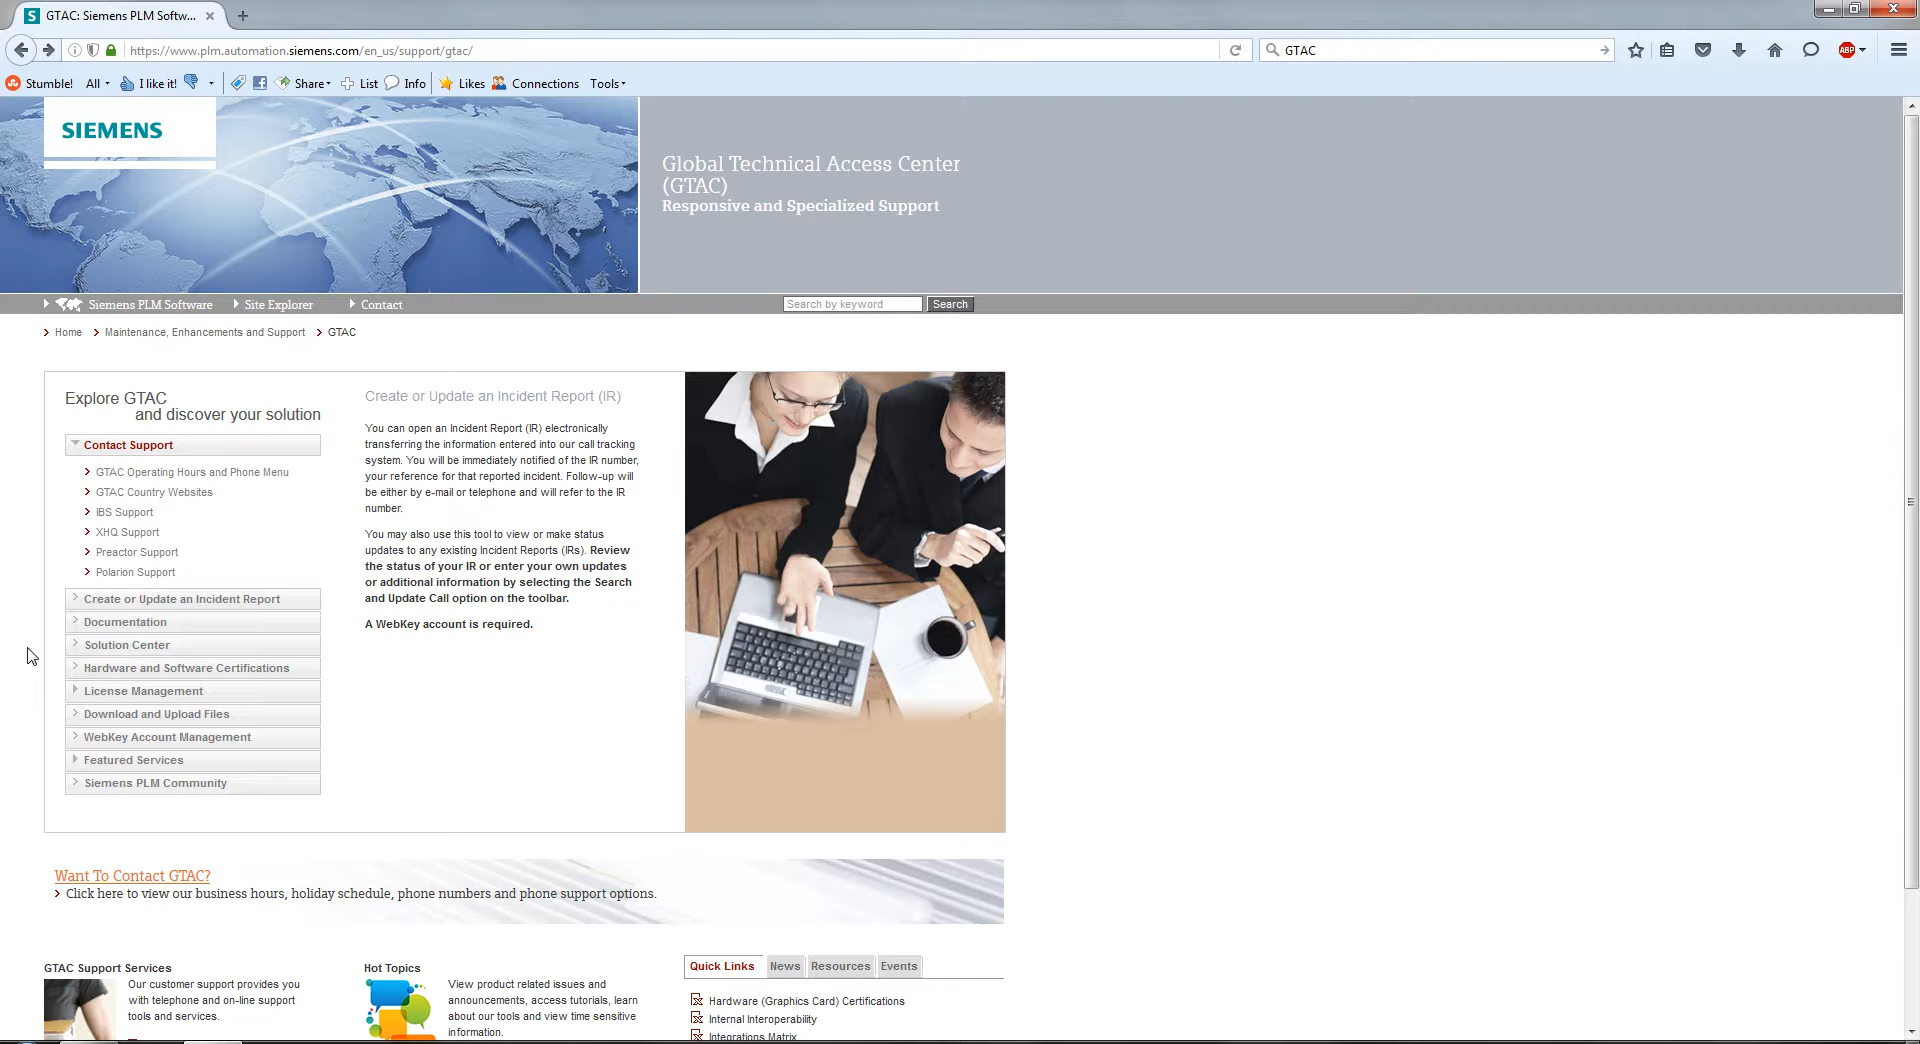 GTAC: Siemens PLM Softw...
https://www.plm.automation.siemens.com/en_us/support/gtac/
GTAC
ABP
Stumble! All I like it! Share List Info Likes Connections Tools
SIEMENS
Global Technical Access Center
(GTAC)
Responsive and Specialized Support
Siemens PLM Software Site Explorer Contact Search by keyword Search
Home Maintenance, Enhancements and Support GTAC
Explore GTAC
and discover your solution
Contact Support
GTAC Operating Hours and Phone Menu
GTAC Country Websites
IBS Support
XHQ Support
Preactor Support
Polarion Support
Create or Update an Incident Report
Documentation
Solution Center
Hardware and Software Certifications
License Management
Download and Upload Files
WebKey Account Management
Featured Services
Siemens PLM Community
Create or Update an Incident Report (IR)
You can open an Incident Report (IR) electronically
transferring the information entered into our call tracking
system. You will be immediately notified of the IR number,
your reference for that reported incident. Follow-up will
be either by e-mail or telephone and will refer to the IR
number.
You may also use this tool to view or make status
updates to any existing Incident Reports (IRs). Review
the status of your IR or enter your own updates
or additional information by selecting the Search
and Update Call option on the toolbar.
A WebKey account is required.
Want To Contact GTAC?
Click here to view our business hours, holiday schedule, phone numbers and phone support options.
GTAC Support Services
Our customer support provides you
with telephone and on-line support
tools and services.
Hot Topics
View product related issues and
announcements, access tutorials, learn
about our tools and view time sensitive
information.
Quick Links News Resources Events
Hardware (Graphics Card) Certifications
Internal Interoperability
Integrations Matrix